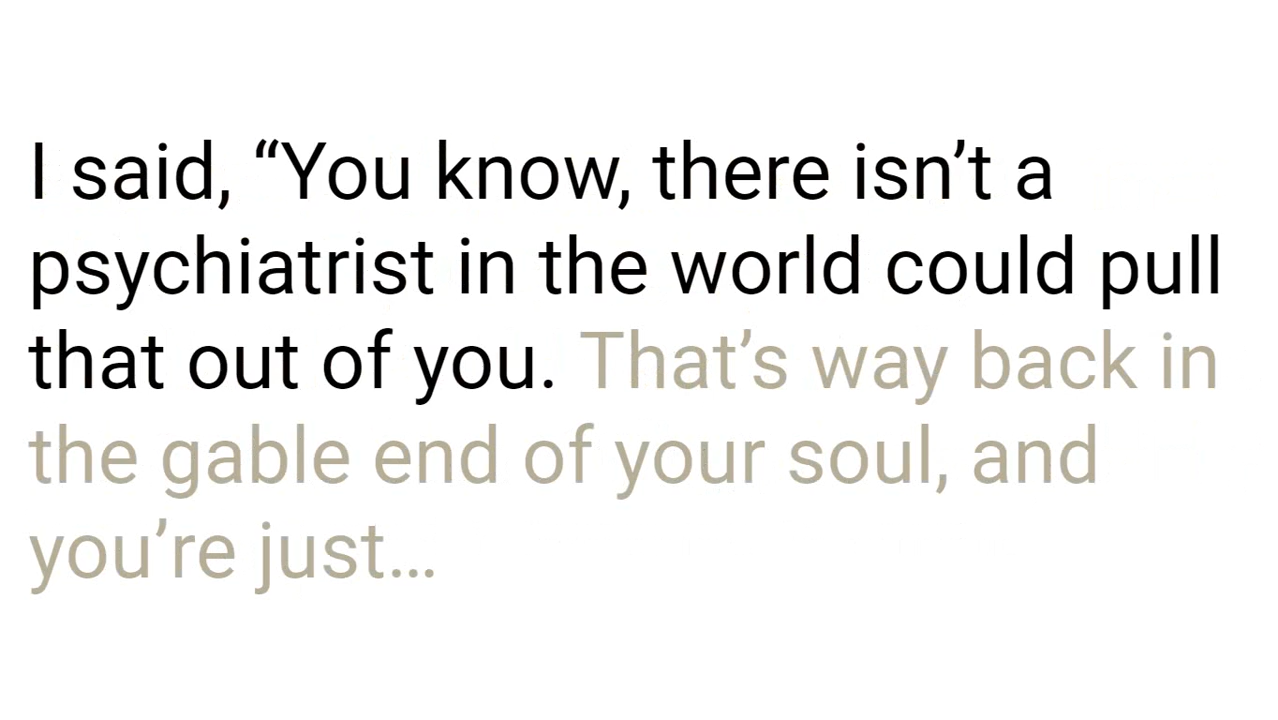 I said, “You know, there isn’t a
psychiatrist in the world could pull
that out of you. That’s way back in
the gable end of your soul, and
you’re just…